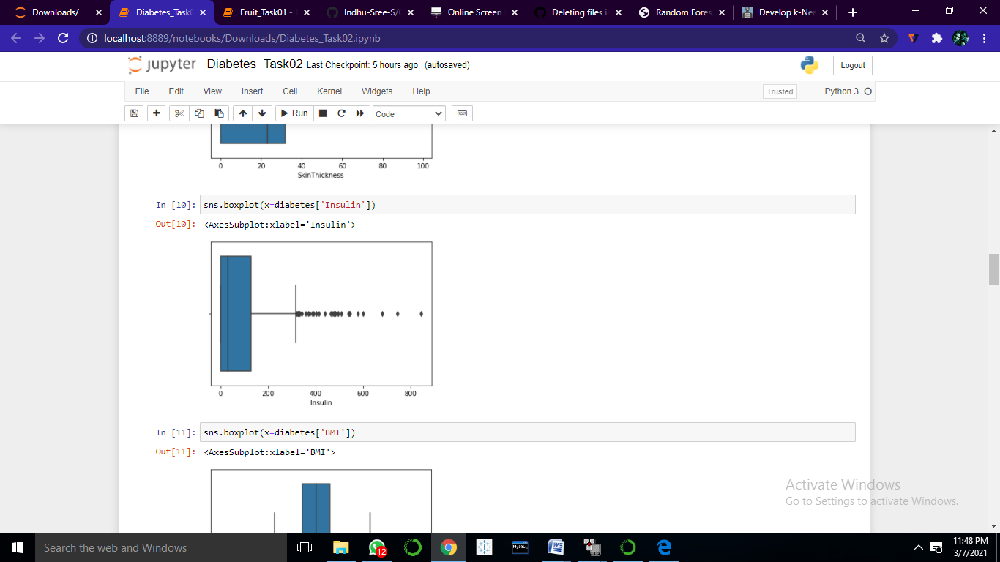 Downloads/
Diabetes_Task(
Fruit_Task01 - J
Indhu-Sree-S/
Online Screen
Deleting files i
Random Fores
Develop k-Nea
localhost:8889/notebooks/Downloads/Diabetes_Task02.ipynb
jupyter Diabetes_Task02 Last Checkpoint: 5 hours ago (autosaved)
Logout
File Edit View Insert Cell Kernel Widgets Help
Trusted
Python 3
Run
Code
0 20 40 60 80 100
SkinThickness
In [10]: sns.boxplot(x=diabetes['Insulin'])
Out[10]: <AxesSubplot:xlabel='Insulin'>
0 200 400 600 800
Insulin
In [11]: sns.boxplot(x=diabetes['BMI'])
Out[11]: <AxesSubplot:xlabel='BMI'>
Activate Windows
Go to Settings to activate Windows.
Search the web and Windows
12
MySQL
11:48 PM
3/7/2021